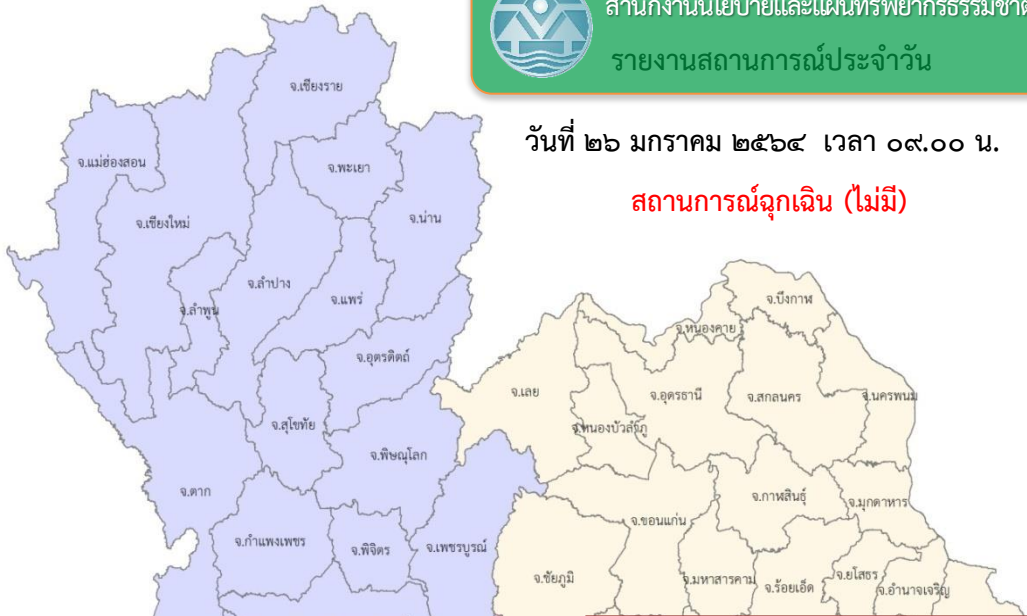 สำนักงานนโยบายและแผนทรัพยากรธรรมชาติ
รายงานสถานการณ์ประจำวัน
วันที่ ๒๖ มกราคม ๒๕๖๔ เวลา ๐๙.๐๐ น.
สถานการณ์ฉุกเฉิน (ไม่มี)
จ.เชียงราย
จ.แม่ฮ่องสอน
จ.พะเยา
จ.เชียงใหม่
จ.น่าน
จ.ลำปาง
จ.แพร่
จ.ลำพูน
จ.อุตรดิตถ์
จ.สุโขทัย
จ.พิษณุโลก
จ.ตาก
จ.กำแพงเพชร
จ.พิจิตร
จ.เพชรบูรณ์
จ.บึงกาฬ
จ.หนองคาย
จ.เลย
จ.อุดรธานี
จ.สกลนคร
จ.นครพนม
จ.หนองบัวลำภู
จ.กาฬสินธุ์
จ.มุกดาหาร
จ.ขอนแก่น
จ.ชัยภูมิ
จ.มหาสารคาม
จ.ร้อยเอ็ด
จ.ยโสธร
จ.อำนาจเจริญ